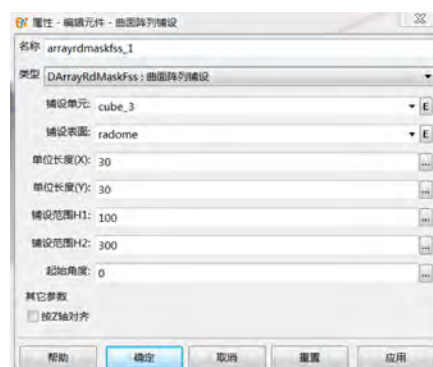 属性 - 编辑元件 - 曲面阵列铺设
名称 arrayrdmaskfss_1
类型 DArrayRdMaskFss : 曲面阵列铺设
铺设单元: cube_3 E
铺设表面: radome E
单位长度(X): 30 ...
单位长度(Y): 30 ...
铺设范围H1: 100 ...
铺设范围H2: 300 ...
起始角度: 0 ...
其它参数
按Z轴对齐
帮助 确定 取消 重置 应用